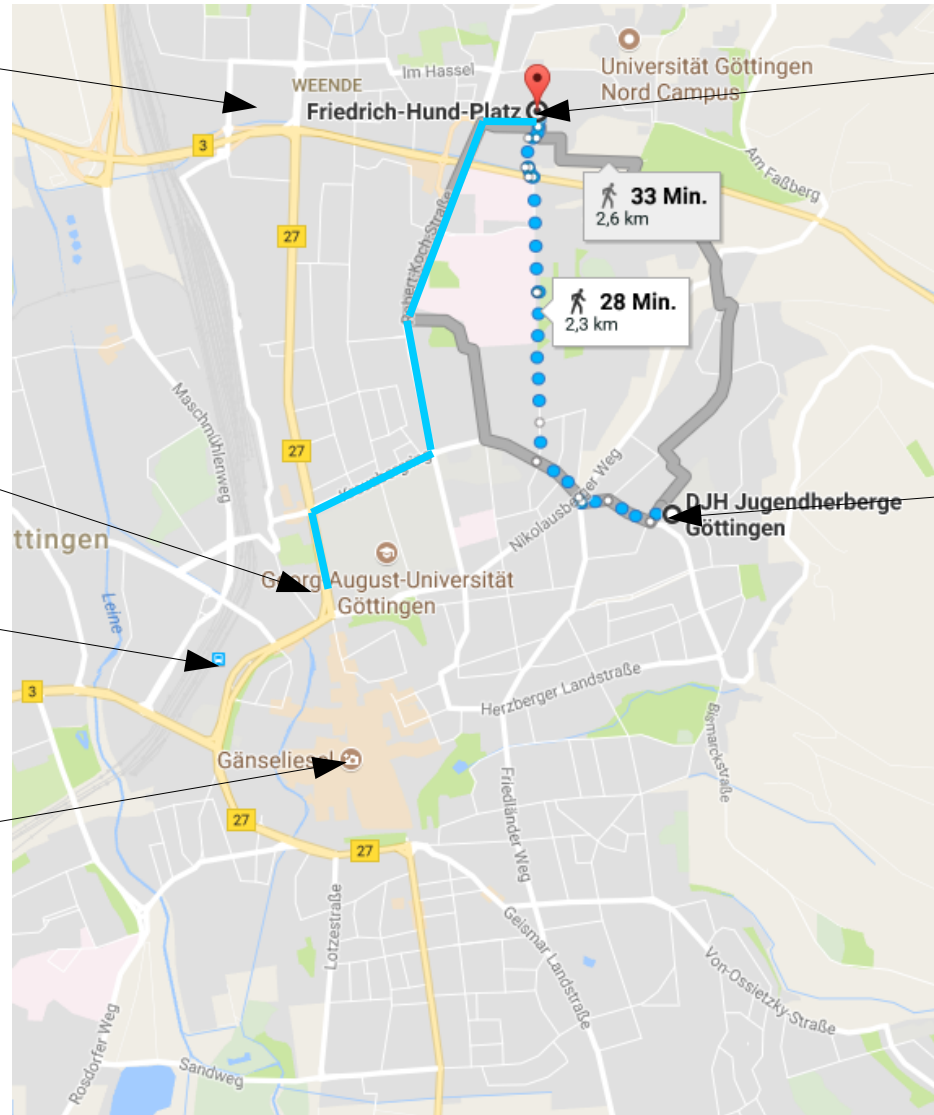 Im Hassel
Universität Göttingen
Nord Campus
WEENDE
Friedrich-Hund-Platz
3
Am Faßberg
33 Min.
2,6 km
Robert-Koch-Straße
27
28 Min.
2,3 km
Maschmühlenweg
27
Kreuzbergring
Nikolausberger Weg
DJH Jugendherberge
Göttingen
ttingen
Georg-August-Universität
Göttingen
Leine
3
Herzberger Landstraße
Bismarckstraße
Gänseliesel
Friedländer Weg
27
27
Lotzestraße
Geismar Landstraße
Von-Ossietzky-Straße
Rosdorfer Weg
Sandweg